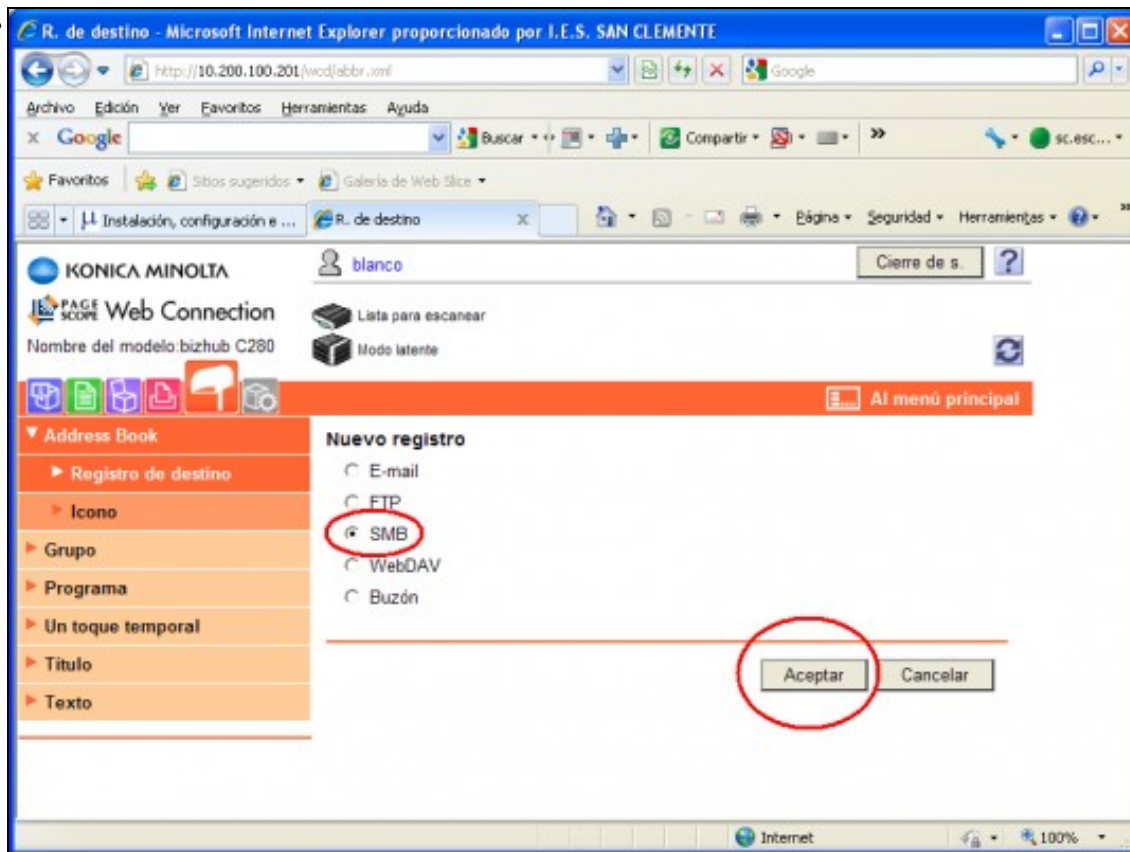 R. de destino - Microsoft Internet Explorer proporcionado por I.E.S. SAN CLEMENTE
http://10.200.100.201/wcd/abbr.xml Google
Archivo Edición Ver Favoritos Herramientas Ayuda
x Google Buscar Compartir » sc.esc...
Favoritos Sitios sugeridos Galería de Web Slice
Instalación, configuración e ... R. de destino x Página Seguridad Herramientas »
KONICA MINOLTA blanco Cierre de s. ?
PAGE SCOPE Web Connection Lista para escanear
Nombre del modelo:bizhub C280 Modo latente
Al menú principal
Address Book
Registro de destino
Icono
Grupo
Programa
Un toque temporal
Título
Texto
Nuevo registro
E-mail
FTP
SMB
WebDAV
Buzón
Aceptar Cancelar
Internet 100%